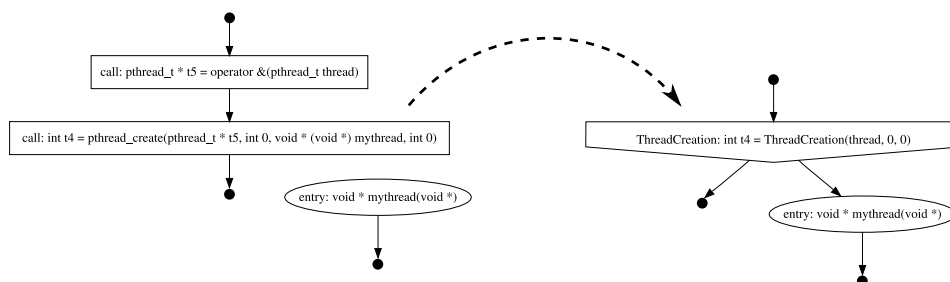 call: pthread_t * t5 = operator &(pthread_t thread)
call: int t4 = pthread_create(pthread_t * t5, int 0, void * (void *) mythread, int 0)
entry: void * mythread(void *)
ThreadCreation: int t4 = ThreadCreation(thread, 0, 0)
entry: void * mythread(void *)